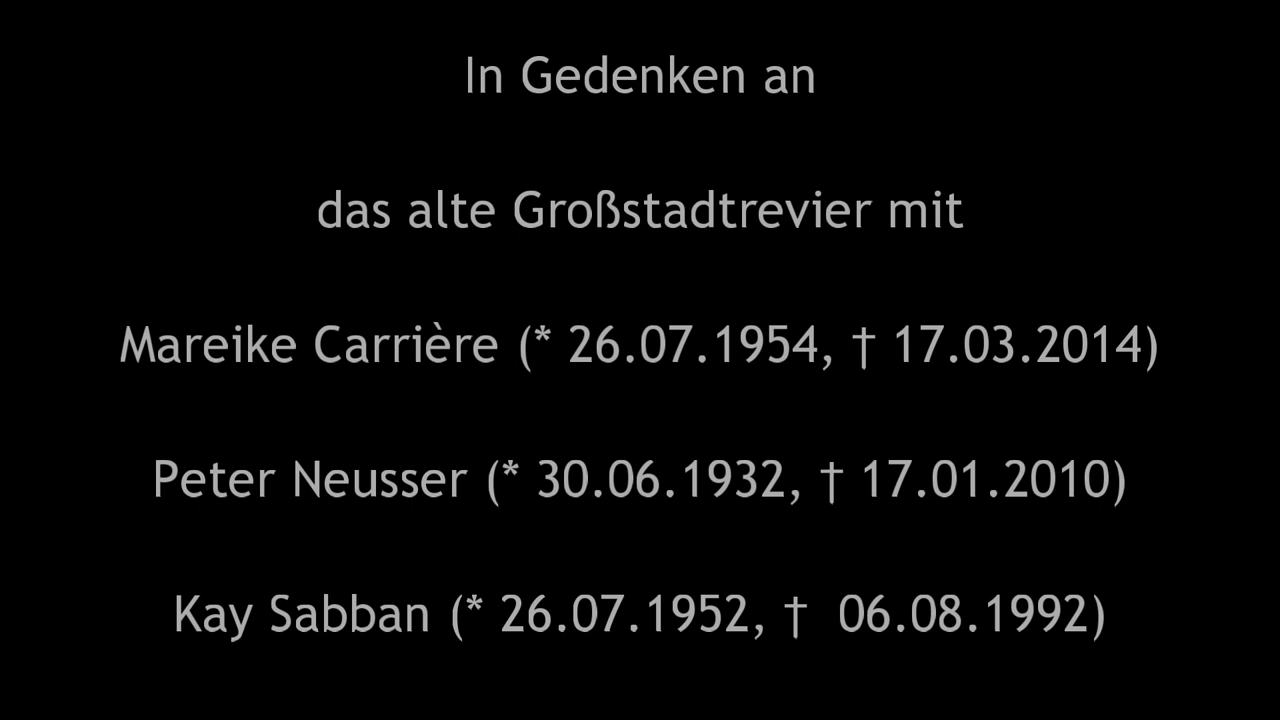 In Gedenken an
das alte Großstadtrevier mit
Mareike Carrière (* 26.07.1954, † 17.03.2014)
Peter Neusser (* 30.06.1932, † 17.01.2010)
Kay Sabban (* 26.07.1952, †  06.08.1992)